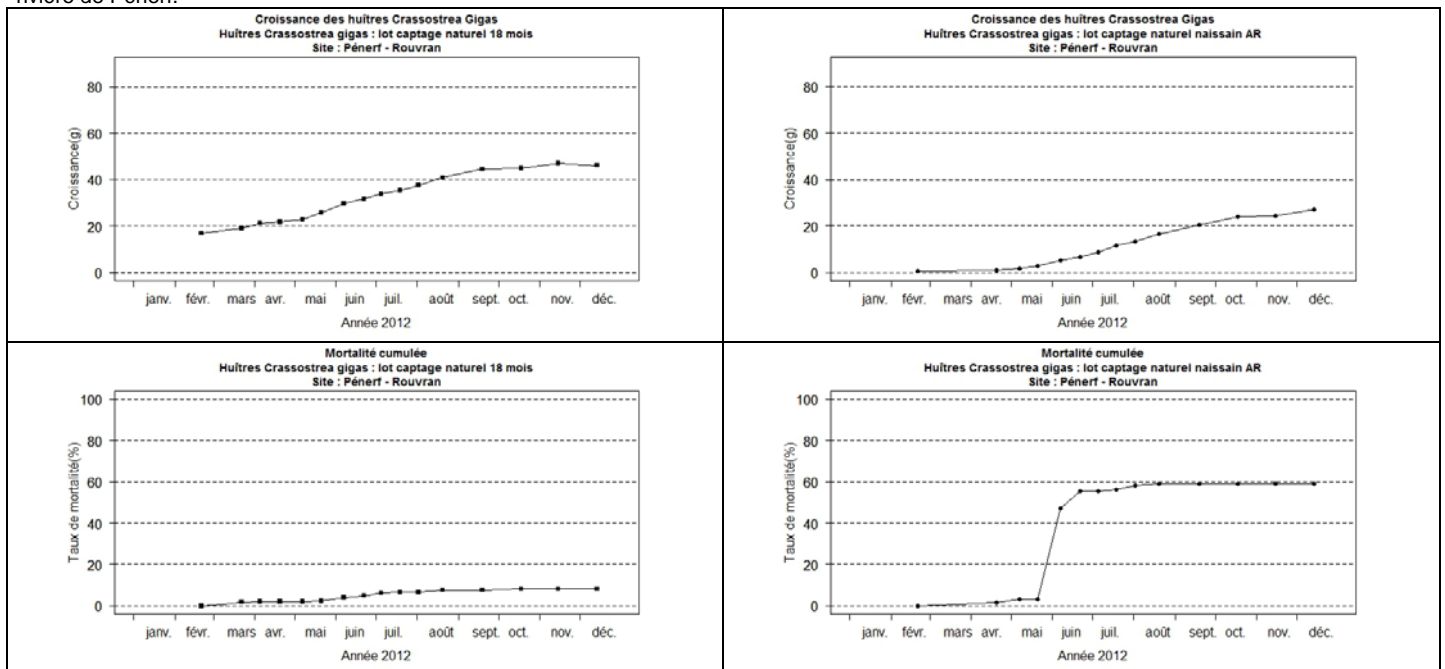 Croissance des huîtres Crassostrea Gigas
Huîtres Crassostrea gigas : lot captage naturel 18 mois
Site : Pénerf - Rouvran
Croissance(g)
80
60
40
20
0
janv. févr. mars avr. mai juin juil. août sept. oct. nov. déc.
Année 2012
Croissance des huîtres Crassostrea Gigas
Huîtres Crassostrea gigas : lot captage naturel naissain AR
Site : Pénerf - Rouvran
Croissance(g)
80
60
40
20
0
janv. févr. mars avr. mai juin juil. août sept. oct. nov. déc.
Année 2012
Mortalité cumulée
Huîtres Crassostrea gigas : lot captage naturel 18 mois
Site : Pénerf - Rouvran
Taux de mortalité(%)
100
80
60
40
20
0
janv. févr. mars avr. mai juin juil. août sept. oct. nov. déc.
Année 2012
Mortalité cumulée
Huîtres Crassostrea gigas : lot captage naturel naissain AR
Site : Pénerf - Rouvran
Taux de mortalité(%)
100
80
60
40
20
0
janv. févr. mars avr. mai juin juil. août sept. oct. nov. déc.
Année 2012